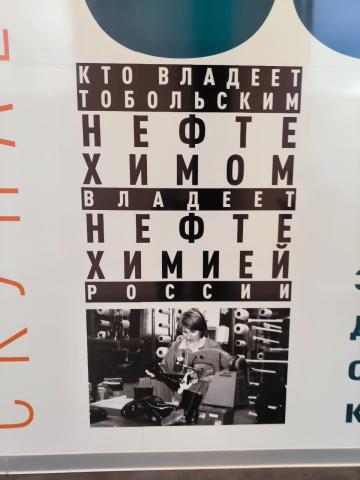 КТО ВЛАДЕЕТ
ТОБОЛЬСКИМ
НЕФТЕ
ХИМОМ
ВЛАДЕЕТ
НЕФТЕ
ХИМИЕЙ
РОССИИ